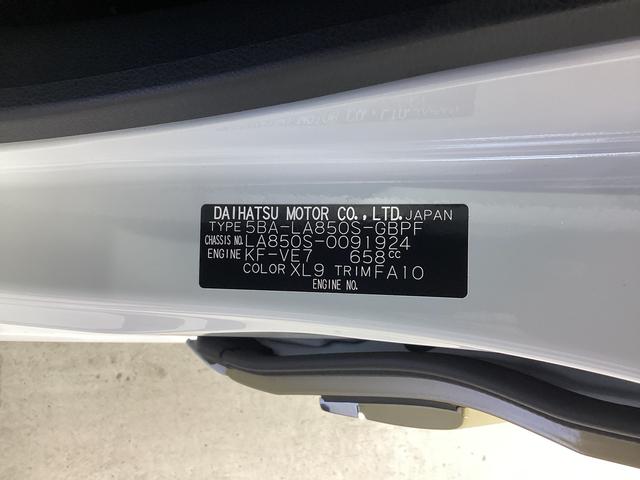 DAIHATSU MOTOR CO.,LTD. JAPAN
TYPE 5BA-LA850S-GBPF
CHASSIS NO. LA850S-0091924
ENGINE KF-VE7 658cc
COLOR XL9 TRIM FA10
ENGINE NO.